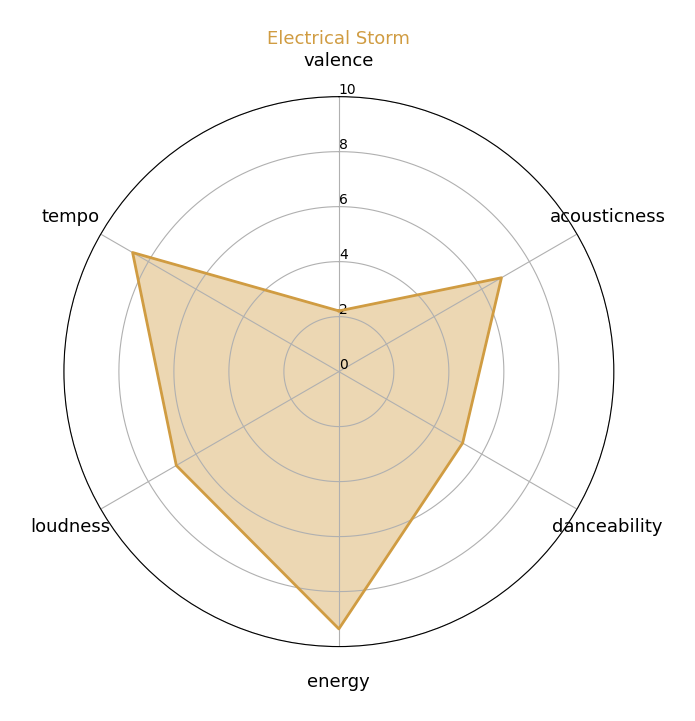 Electrical Storm
valence
10
8
6
4
2
0
tempo
acousticness
loudness
danceability
energy